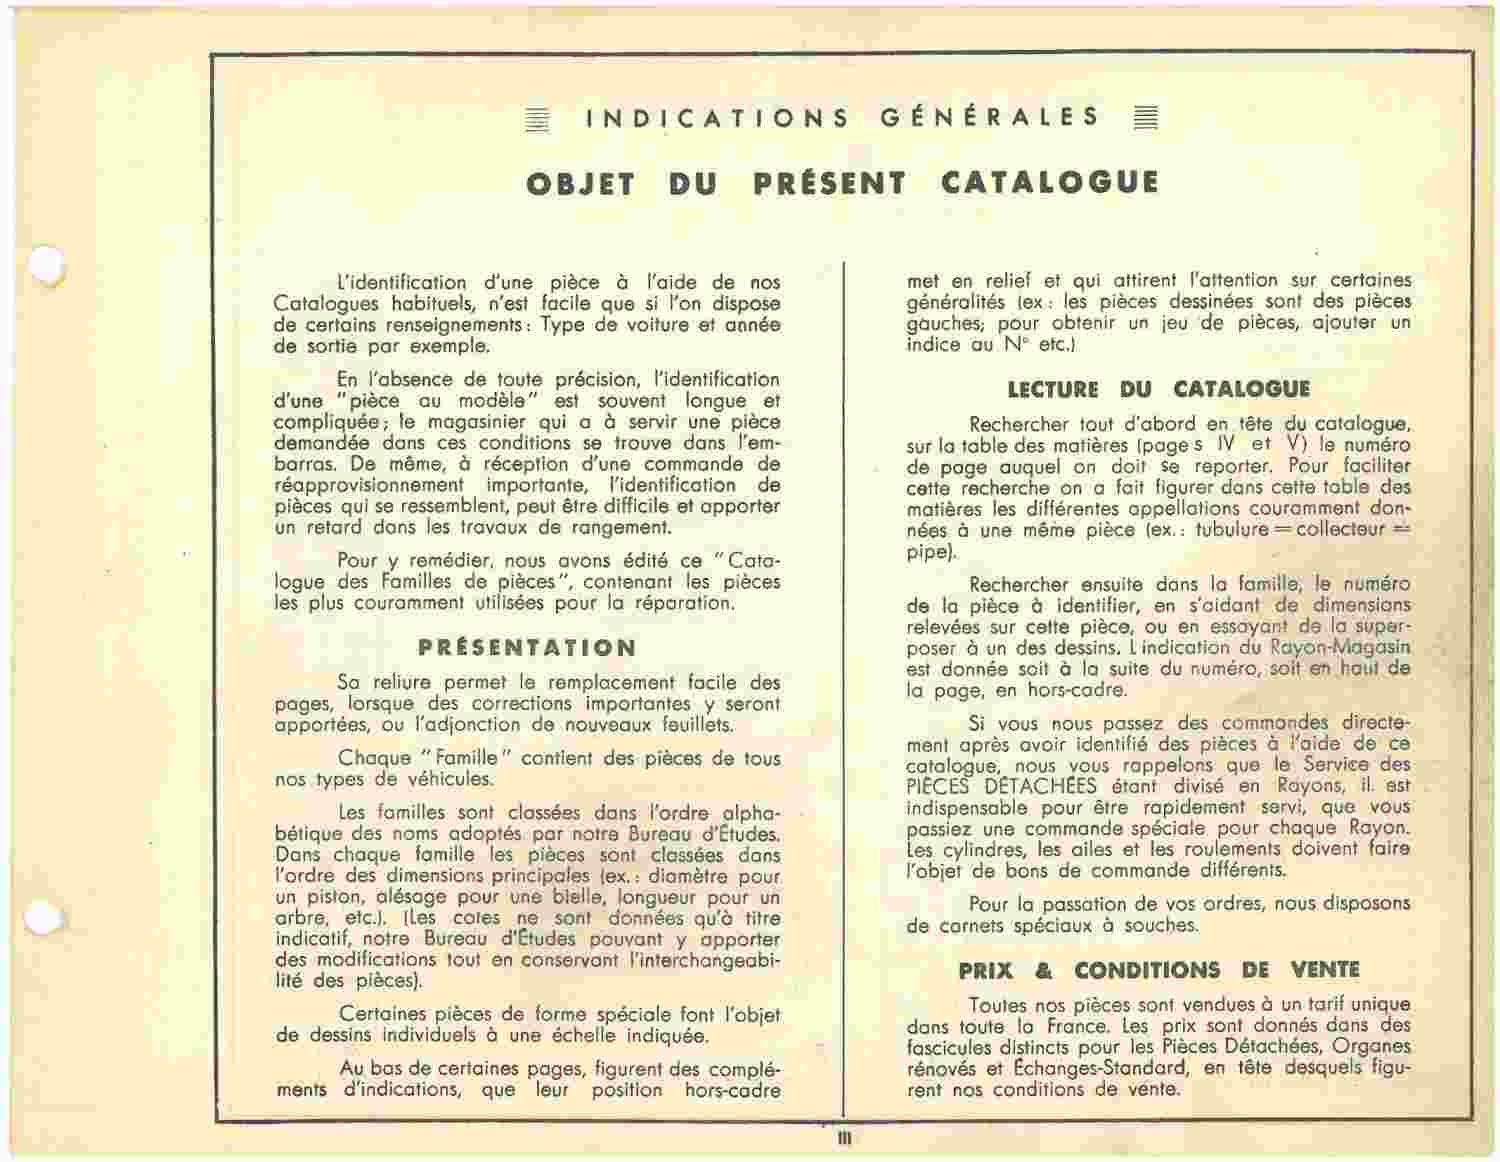 INDICATIONS GÉNÉRALES
OBJET DU PRÉSENT CATALOGUE
L'identification d'une pièce à l'aide de nos
Catalogues habituels, n'est facile que si l'on dispose
de certains renseignements : Type de voiture et année
de sortie par exemple.
En l'absence de toute précision, l'identification
d'une "pièce au modèle" est souvent longue et
compliquée ; le magasinier qui a à servir une pièce
demandée dans ces conditions se trouve dans l'em-
barras. De même, à réception d'une commande de
réapprovisionnement importante, l'identification de
pièces qui se ressemblent, peut être difficile et apporter
un retard dans les travaux de rangement.
Pour y remédier, nous avons édité ce "Cata-
logue des Familles de pièces", contenant les pièces
les plus couramment utilisées pour la réparation.
PRÉSENTATION
Sa reliure permet le remplacement facile des
pages, lorsque des corrections importantes y seront
apportées, ou l'adjonction de nouveaux feuillets.
Chaque "Famille" contient des pièces de tous
nos types de véhicules.
Les familles sont classées dans l'ordre alpha-
bétique des noms adoptés par notre Bureau d'Études.
Dans chaque famille les pièces sont classées dans
l'ordre des dimensions principales (ex. : diamètre pour
un piston, alésage pour une bielle, longueur pour un
arbre, etc.). (Les cotes ne sont données qu'à titre
indicatif, notre Bureau d'Études pouvant y apporter
des modifications tout en conservant l'interchangeabi-
lité des pièces).
Certaines pièces de forme spéciale font l'objet
de dessins individuels à une échelle indiquée.
Au bas de certaines pages, figurent des complé-
ments d'indications, que leur position hors-cadre
met en relief et qui attirent l'attention sur certaines
généralités (ex : les pièces dessinées sont des pièces
gauches; pour obtenir un jeu de pièces, ajouter un
indice au N° etc.)
LECTURE DU CATALOGUE
Rechercher tout d'abord en tête du catalogue,
sur la table des matières (pages IV et V) le numéro
de page auquel on doit se reporter. Pour faciliter
cette recherche on a fait figurer dans cette table des
matières les différentes appellations couramment don-
nées à une même pièce (ex. : tubulure = collecteur =
pipe).
Rechercher ensuite dans la famille, le numéro
de la pièce à identifier, en s'aidant de dimensions
relevées sur cette pièce, ou en essayant de la super-
poser à un des dessins. L'indication du Rayon-Magasin
est donnée soit à la suite du numéro, soit en haut de
la page, en hors-cadre.
Si vous nous passez des commandes directe-
ment après avoir identifié des pièces à l'aide de ce
catalogue, nous vous rappelons que le Service des
PIÈCES DÉTACHÉES étant divisé en Rayons, il est
indispensable pour être rapidement servi, que vous
passiez une commande spéciale pour chaque Rayon.
Les cylindres, les ailes et les roulements doivent faire
l'objet de bons de commande différents.
Pour la passation de vos ordres, nous disposons
de carnets spéciaux à souches.
PRIX & CONDITIONS DE VENTE
Toutes nos pièces sont vendues à un tarif unique
dans toute la France. Les prix sont donnés dans des
fascicules distincts pour les Pièces Détachées, Organes
rénovés et Échanges-Standard, en tête desquels figu-
rent nos conditions de vente.
III